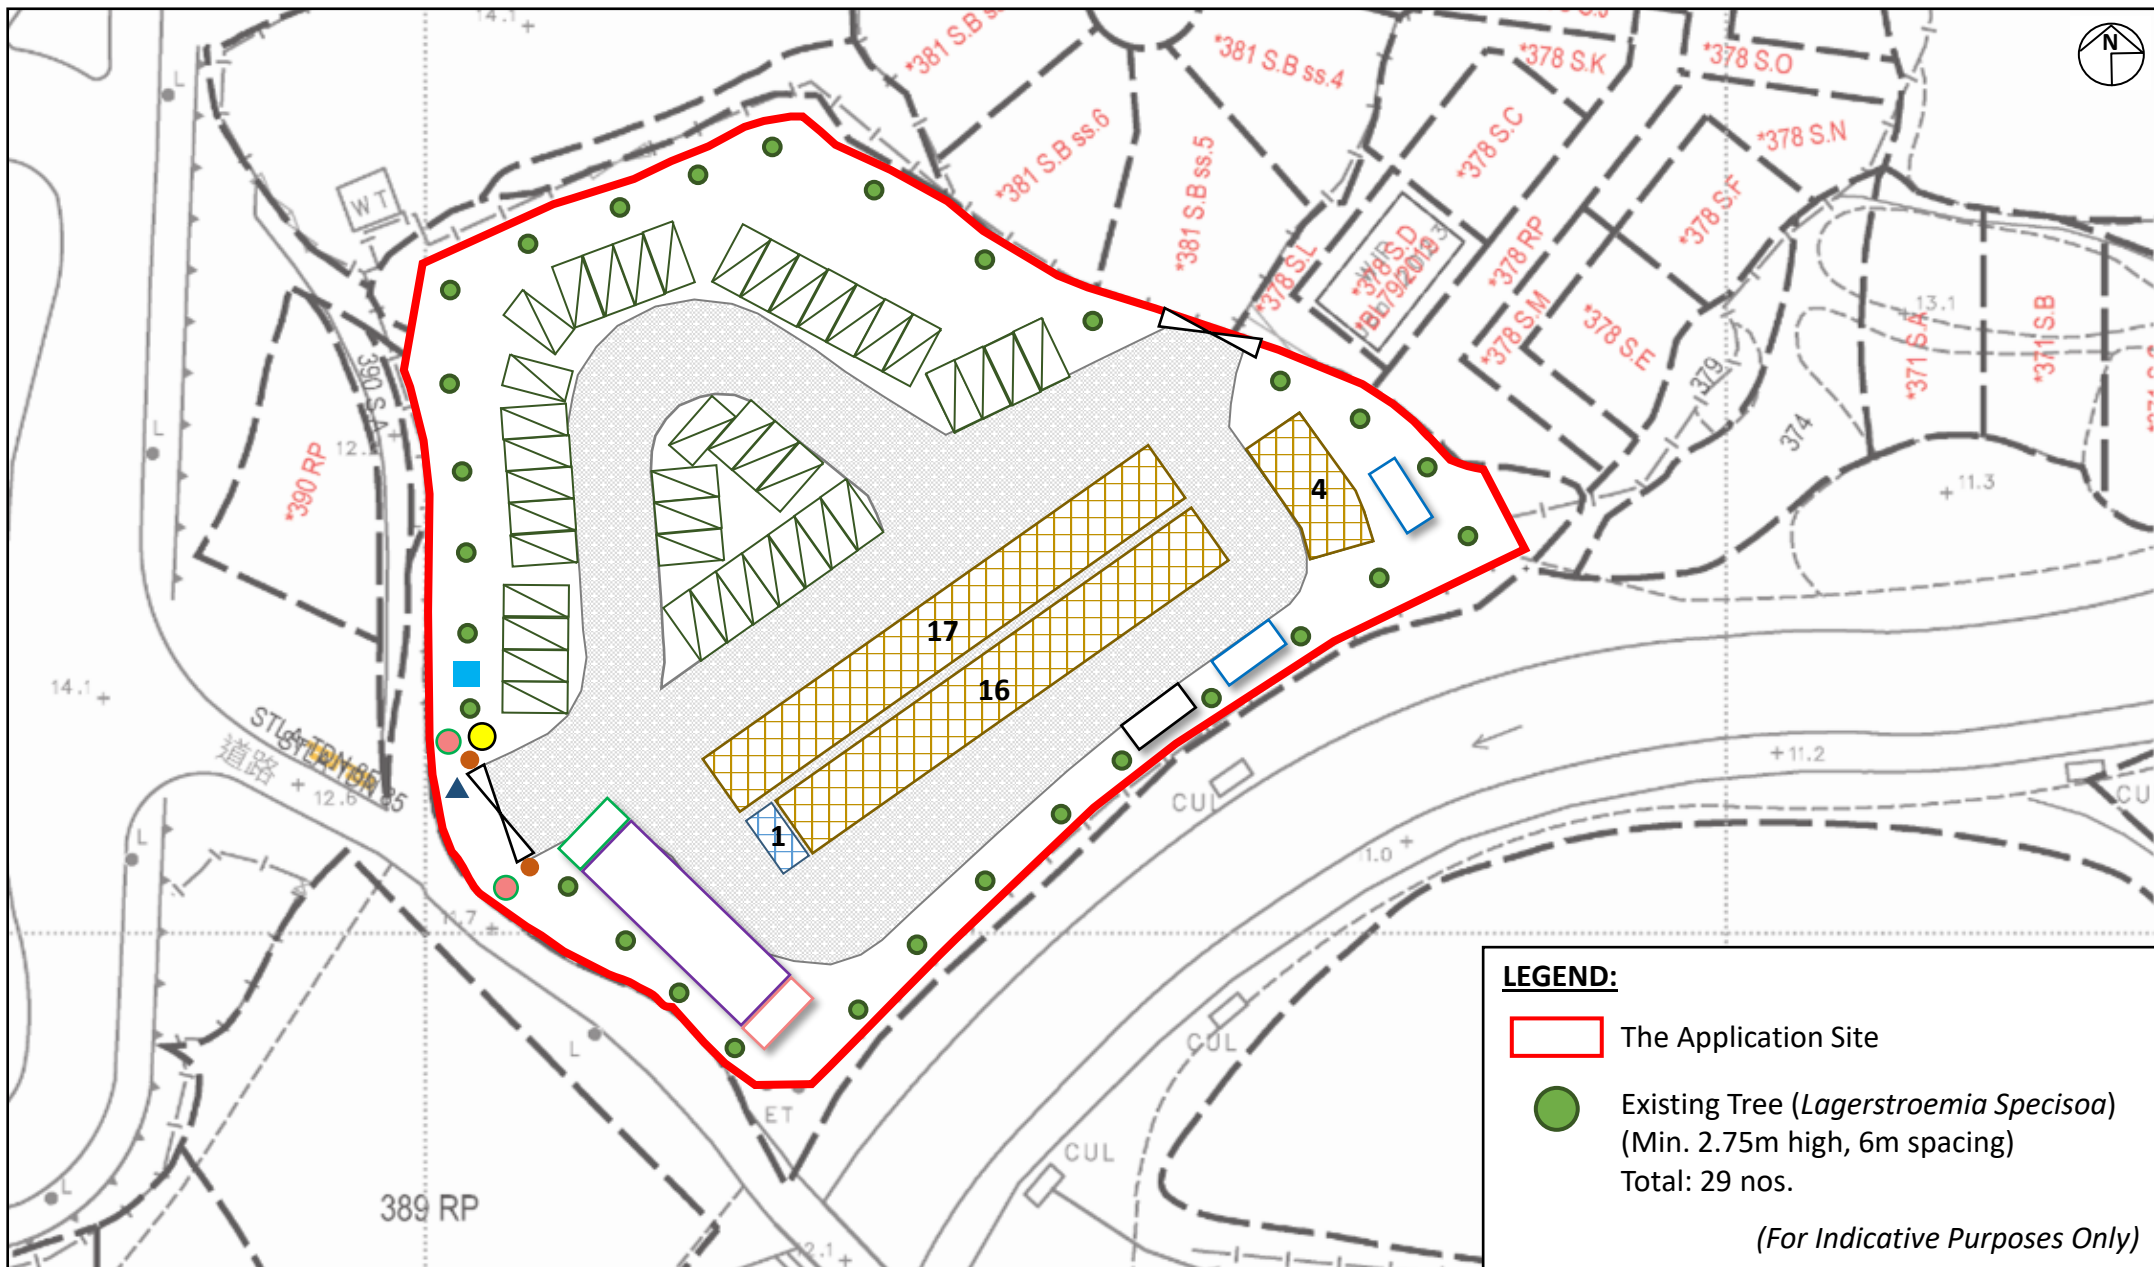 14.1
N
L
*381 S.B ss.4
*378 S.K
*378 S.O
*378 S.N
*378 S.C
*381 S.B ss.6
*381 S.B ss.5
*378 S.F
W T
*378 S.L
*378 S.D
*378 RP
*378 S.M
*378 S.E
13.1
*371 S.A
*371 S.B
379
374
390 S.A
L
*390 RP
11.3
4
17
16
1
14.1
道路
12.6
11.2
CUL
CU
L
11.0
11.7
L
CUL
ET
CUL
L
389 RP
LEGEND:
The Application Site
Existing Tree (Lagerstroemia Specisoa)
(Min. 2.75m high, 6m spacing)
Total: 29 nos.
(For Indicative Purposes Only)